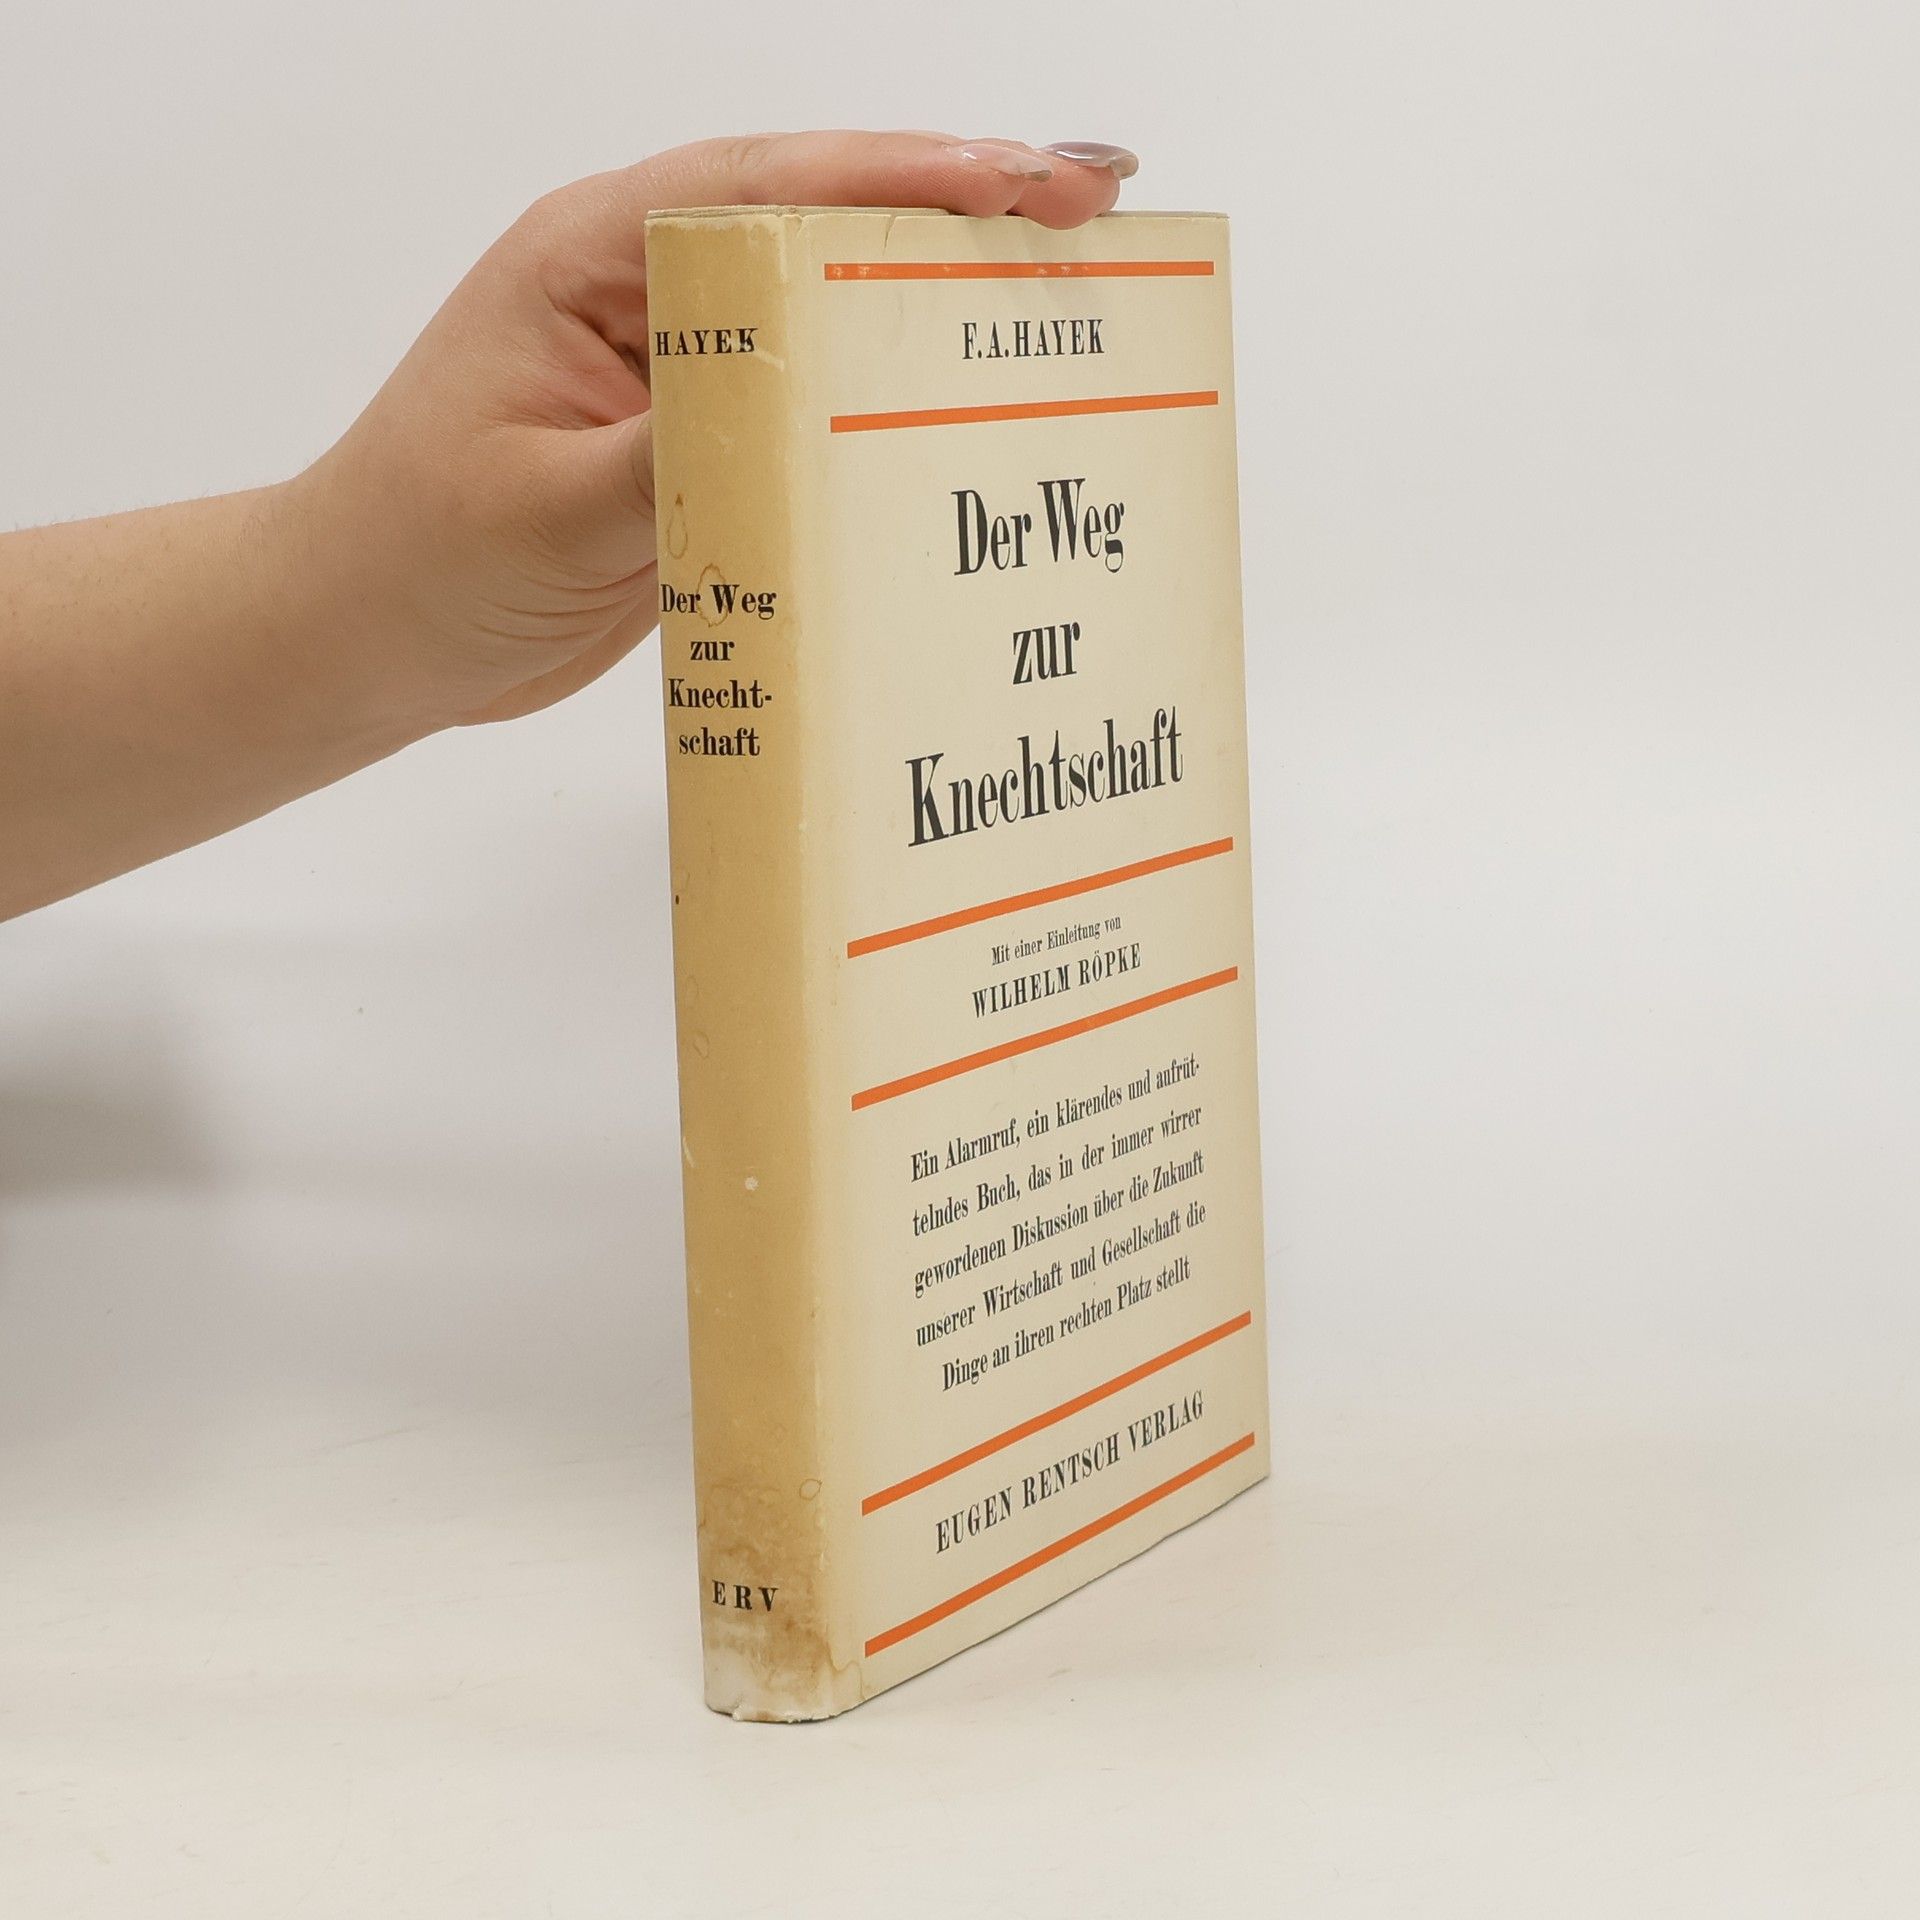 HAYEK
Der Weg
zur
Knecht-
schaft
ERV
F.A.HAYEK
Der Weg
zur
Knechtschaft
Mit einer Einleitung von
WILHELM RÖPKE
Ein Alarmruf, ein klärendes und aufrüt-
telndes Buch, das in der immer wirrer
gewordenen Diskussion über die Zukunft
unserer Wirtschaft und Gesellschaft die
Dinge an ihren rechten Platz stellt
EUGEN RENTSCH VERLAG